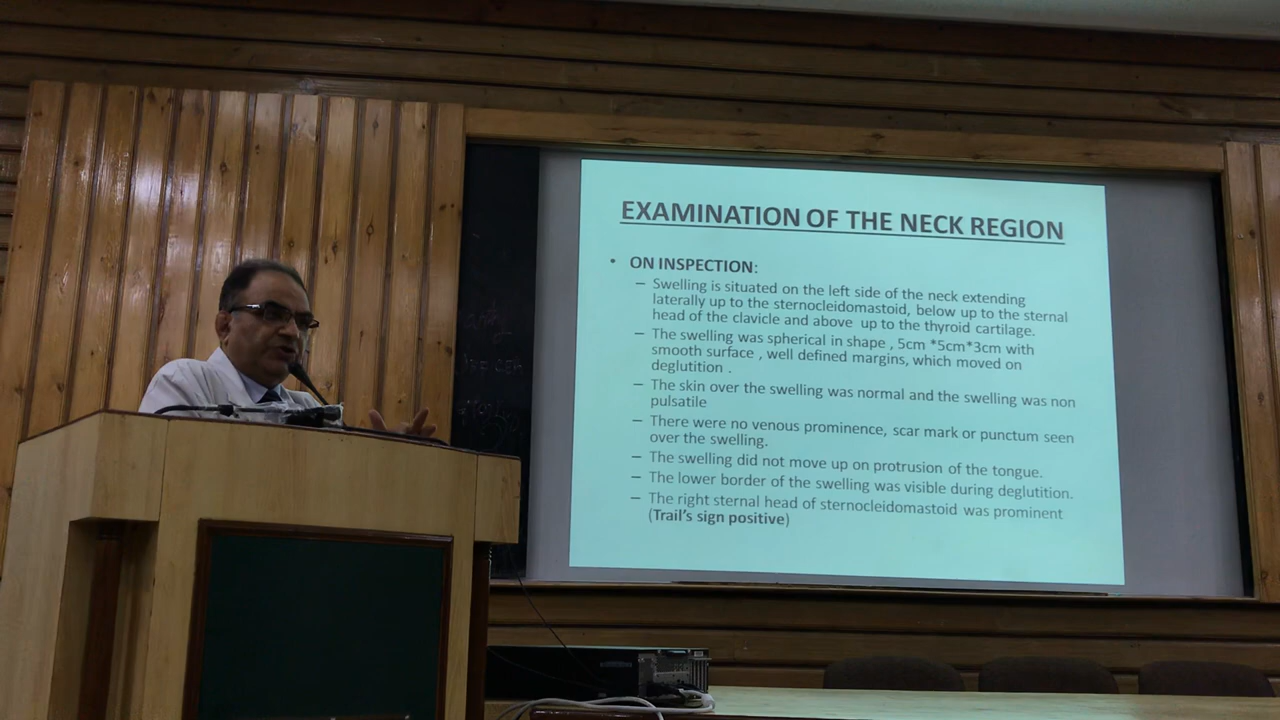 EXAMINATION OF THE NECK REGION
• ON INSPECTION:
– Swelling is situated on the left side of the neck extending
laterally up to the sternocleidomastoid, below up to the sternal
head of the clavicle and above up to the thyroid cartilage.
– The swelling was spherical in shape , 5cm *5cm*3cm with
smooth surface , well defined margins, which moved on
deglutition .
– The skin over the swelling was normal and the swelling was non
pulsatile
– There were no venous prominence, scar mark or punctum seen
over the swelling.
– The swelling did not move up on protrusion of the tongue.
– The lower border of the swelling was visible during deglutition.
– The right sternal head of sternocleidomastoid was prominent
(Trail's sign positive)